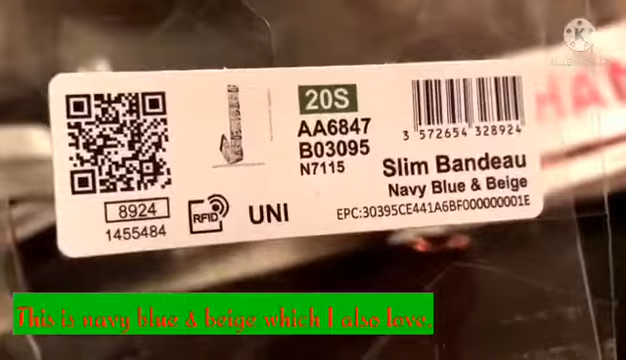 20S
AA6847
B03095
N7115
3 572654 328924
Slim Bandeau
Navy Blue & Beige
8924
1455484
RFID
UNI
EPC:30395CE441A6BF000000001E
HAN
K
This is navy blue & beige which I also love.